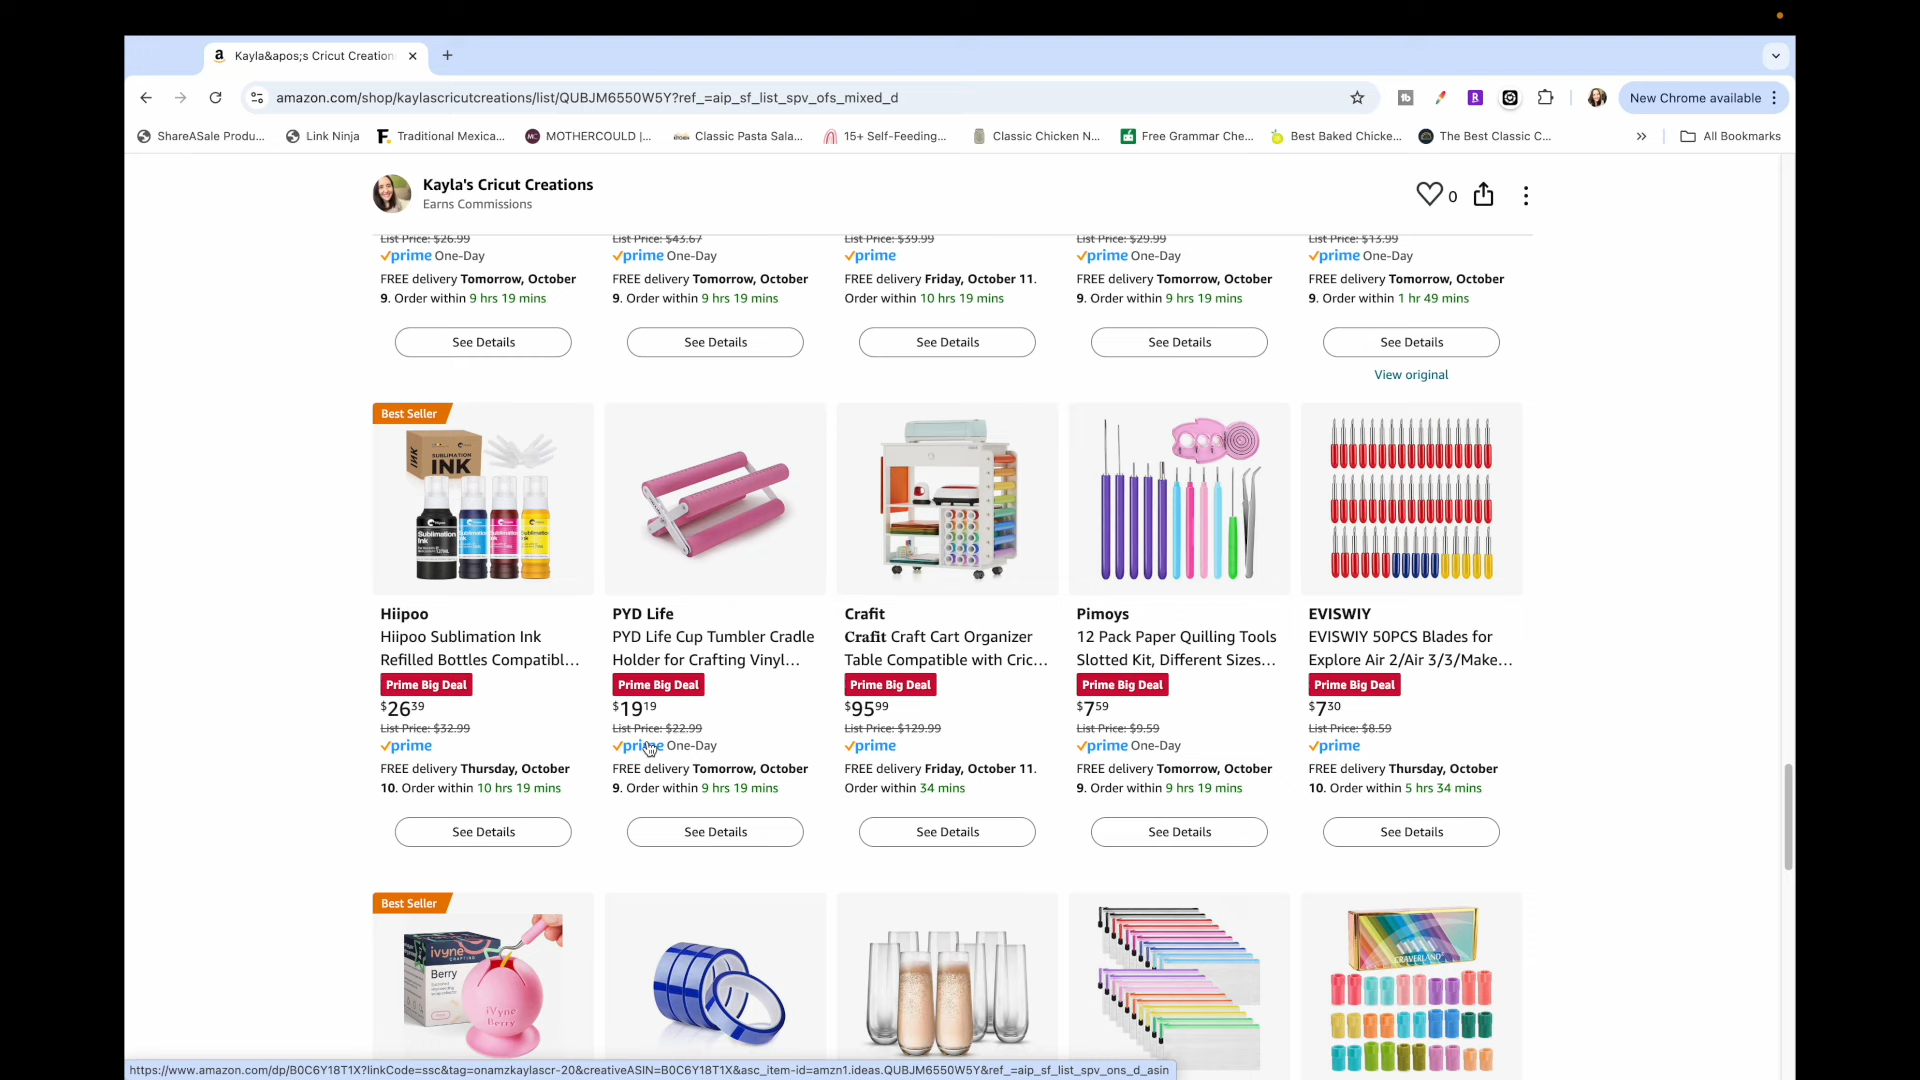 Kayla&apos;s Cricut Creation
amazon.com/shop/kaylascricutcreations/list/QUBJM6550W5Y?ref_=aip_sf_list_spv_ofs_mixed_d
New Chrome available
ShareASale Produ... Link Ninja Traditional Mexica... MOTHERCOULD |... Classic Pasta Sala... 15+ Self-Feeding... Classic Chicken N... Free Grammar Che... Best Baked Chicke... The Best Classic C... » All Bookmarks
Kayla's Cricut Creations
Earns Commissions
0
List Price: $26.99 List Price: $43.67 List Price: $39.99 List Price: $29.99 List Price: $13.99
prime One-Day prime One-Day prime prime One-Day prime One-Day
FREE delivery Tomorrow, October FREE delivery Tomorrow, October FREE delivery Friday, October 11. FREE delivery Tomorrow, October FREE delivery Tomorrow, October
9. Order within 9 hrs 19 mins 9. Order within 9 hrs 19 mins Order within 10 hrs 19 mins 9. Order within 9 hrs 19 mins 9. Order within 1 hr 49 mins
See Details See Details See Details See Details See Details
View original
Best Seller
INK
INK
Sublimation Ink
Hiipoo PYD Life Crafit Pimoys EVISWIY
Hiipoo Sublimation Ink PYD Life Cup Tumbler Cradle Crafit Craft Cart Organizer 12 Pack Paper Quilling Tools EVISWIY 50PCS Blades for
Refilled Bottles Compatibl... Holder for Crafting Vinyl... Table Compatible with Cric... Slotted Kit, Different Sizes... Explore Air 2/Air 3/3/Make...
Prime Big Deal Prime Big Deal Prime Big Deal Prime Big Deal Prime Big Deal
$26.39 $19.19 $95.99 $7.59 $7.30
List Price: $32.99 List Price: $22.99 List Price: $129.99 List Price: $9.59 List Price: $8.59
prime prime One-Day prime prime One-Day prime
FREE delivery Thursday, October FREE delivery Tomorrow, October FREE delivery Friday, October 11. FREE delivery Tomorrow, October FREE delivery Thursday, October
10. Order within 10 hrs 19 mins 9. Order within 9 hrs 19 mins Order within 34 mins 9. Order within 9 hrs 19 mins 10. Order within 5 hrs 34 mins
See Details See Details See Details See Details See Details
Best Seller
ivyne
CRAFTING
Berry
iVyne
Berry
CRAVERLAND
https://www.amazon.com/dp/B0C6Y18T1X?linkCode=ssc&tag=onamzkaylascr-20&creativeASIN=B0C6Y18T1X&asc_item-id=amzn1.ideas.QUBJM6550W5Y&ref_=aip_sf_list_spv_ons_d_asin